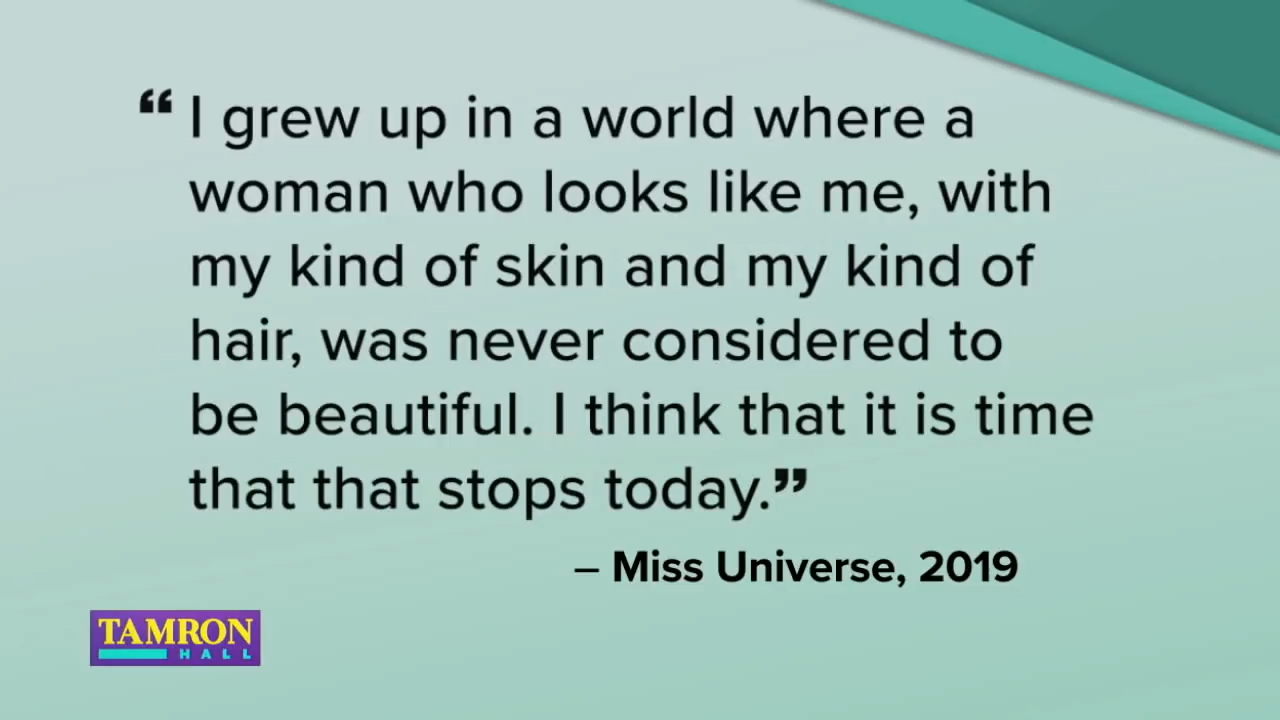 “ I grew up in a world where a
woman who looks like me, with
my kind of skin and my kind of
hair, was never considered to
be beautiful. I think that it is time
that that stops today.”
– Miss Universe, 2019
TAMRON
HALL